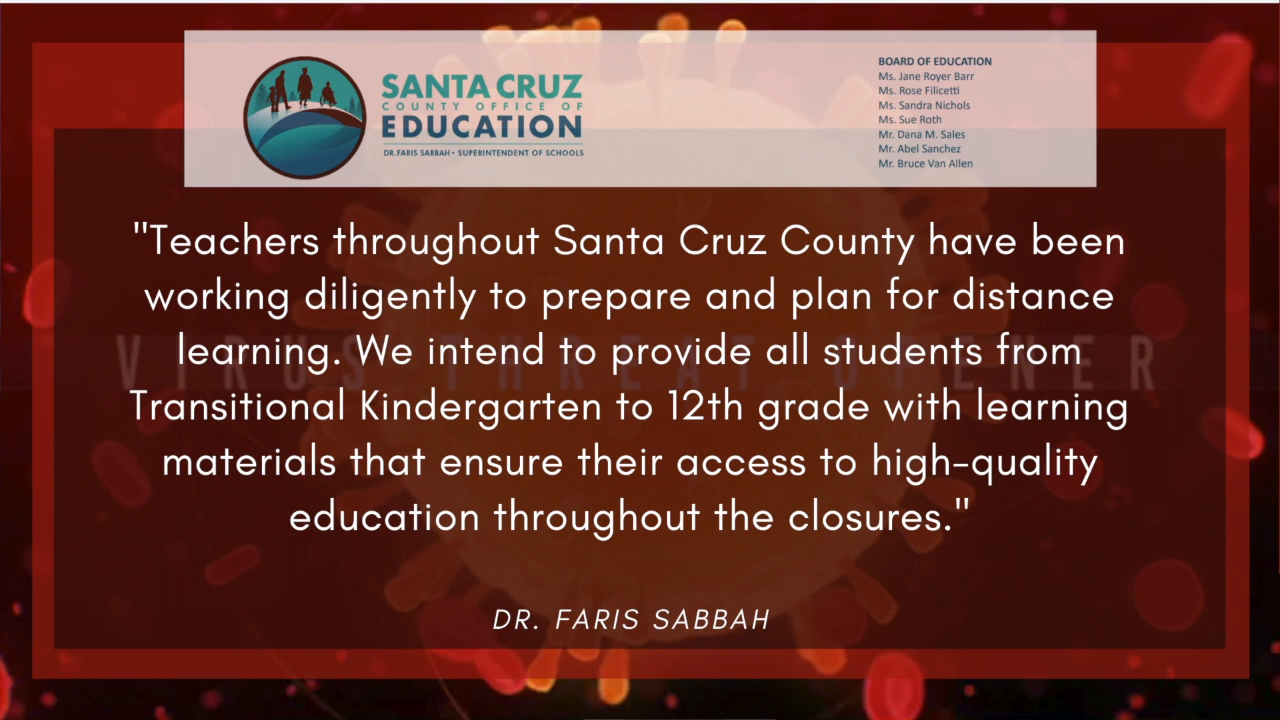 SANTA CRUZ
COUNTY OFFICE OF
EDUCATION
DR.FARIS SABBAH • SUPERINTENDENT OF SCHOOLS
BOARD OF EDUCATION
Ms. Jane Royer Barr
Ms. Rose Filicetti
Ms. Sandra Nichols
Ms. Sue Roth
Mr. Dana M. Sales
Mr. Abel Sanchez
Mr. Bruce Van Allen
"Teachers throughout Santa Cruz County have been
working diligently to prepare and plan for distance
learning. We intend to provide all students from
Transitional Kindergarten to 12th grade with learning
materials that ensure their access to high-quality
education throughout the closures."
VIRUS THREAT OPENER
DR. FARIS SABBAH